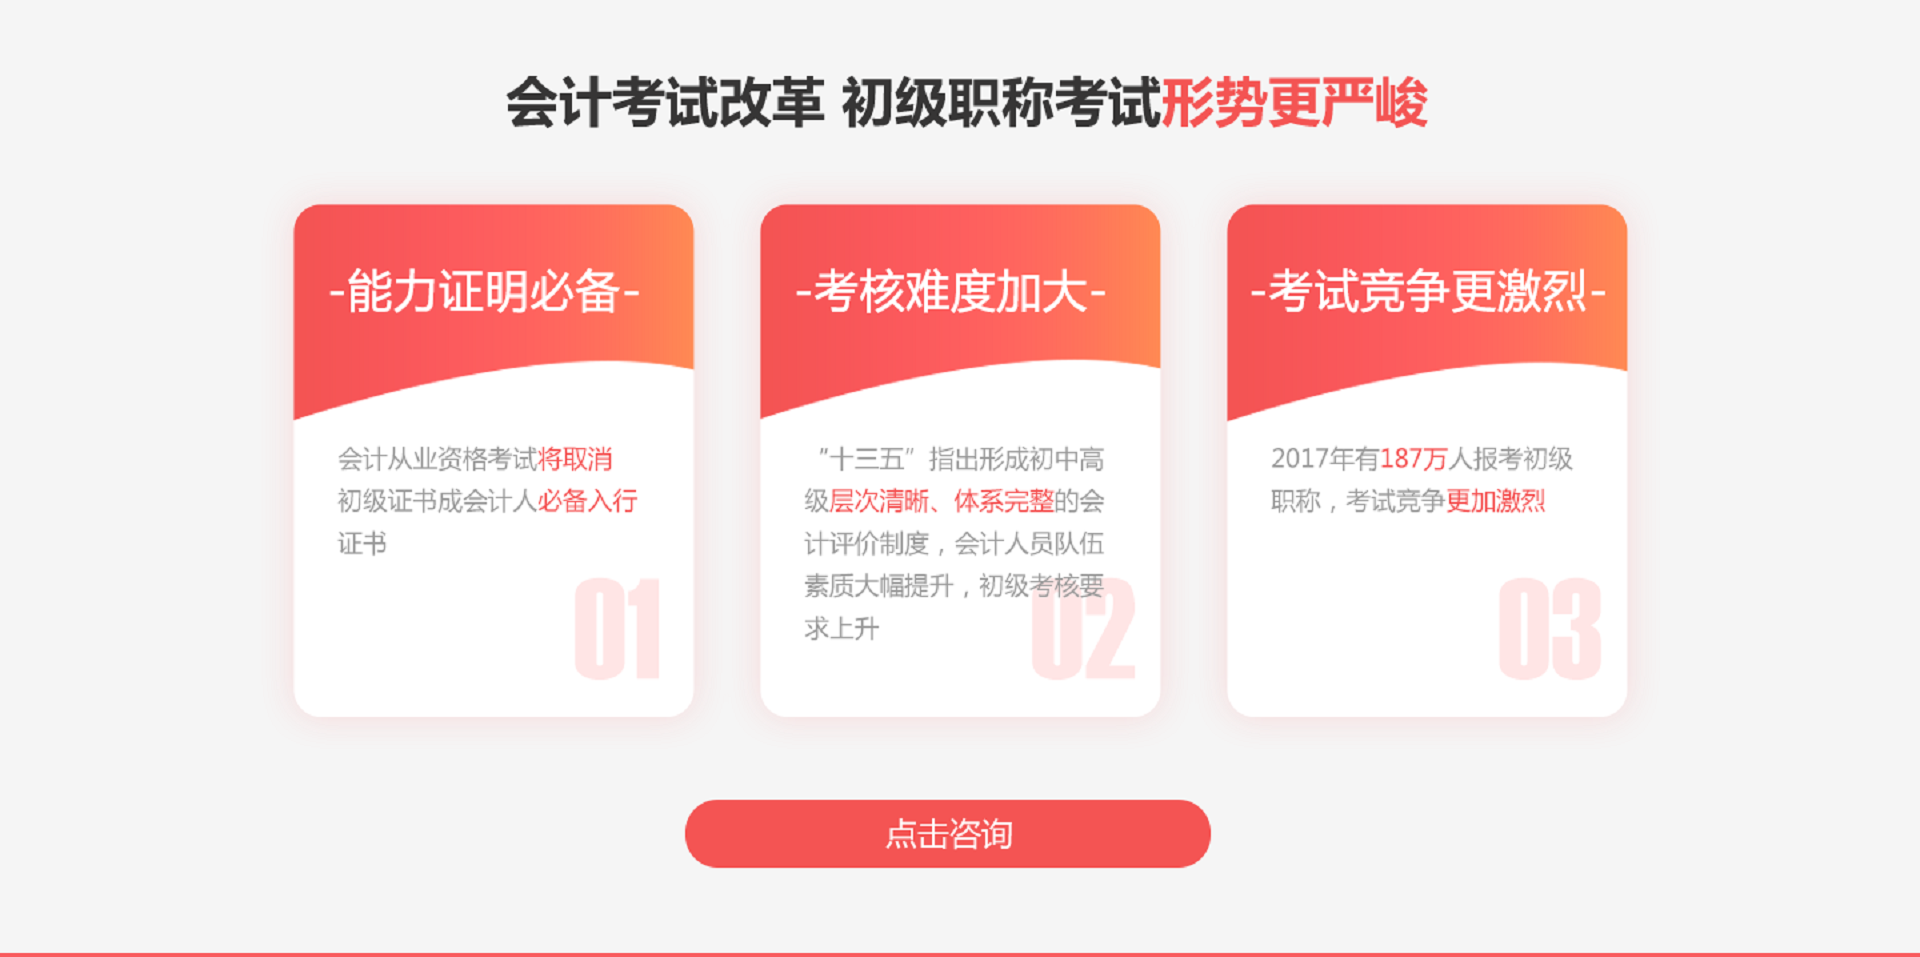 会计考试改革 初级职称考试形势更严峻
-能力证明必备-
会计从业资格考试将取消
初级证书成会计人必备入行
证书
01
-考核难度加大-
“十三五”指出形成初中高
级层次清晰、体系完整的会
计评价制度，会计人员队伍
素质大幅提升，初级考核要
求上升
02
-考试竞争更激烈-
2017年有187万人报考初级
职称，考试竞争更加激烈
03
点击咨询